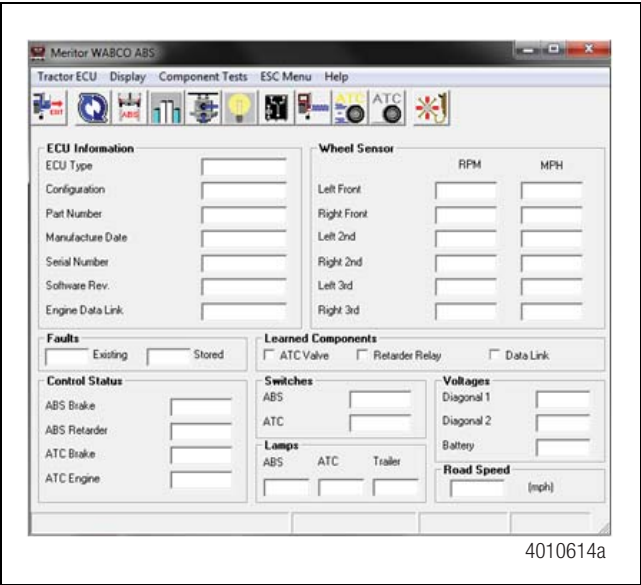 Meritor WABCO ABS
Tractor ECU Display Component Tests ESC Menu Help
EXIT ABS ATC ATC
ECU Information
ECU Type
Configuration
Part Number
Manufacture Date
Serial Number
Software Rev.
Engine Data Link
Wheel Sensor
RPM MPH
Left Front
Right Front
Left 2nd
Right 2nd
Left 3rd
Right 3rd
Faults
Existing Stored
Learned Components
ATC Valve Retarder Relay Data Link
Control Status
ABS Brake
ABS Retarder
ATC Brake
ATC Engine
Switches
ABS
ATC
Lamps
ABS ATC Trailer
Voltages
Diagonal 1
Diagonal 2
Battery
Road Speed
(mph)
4010614a